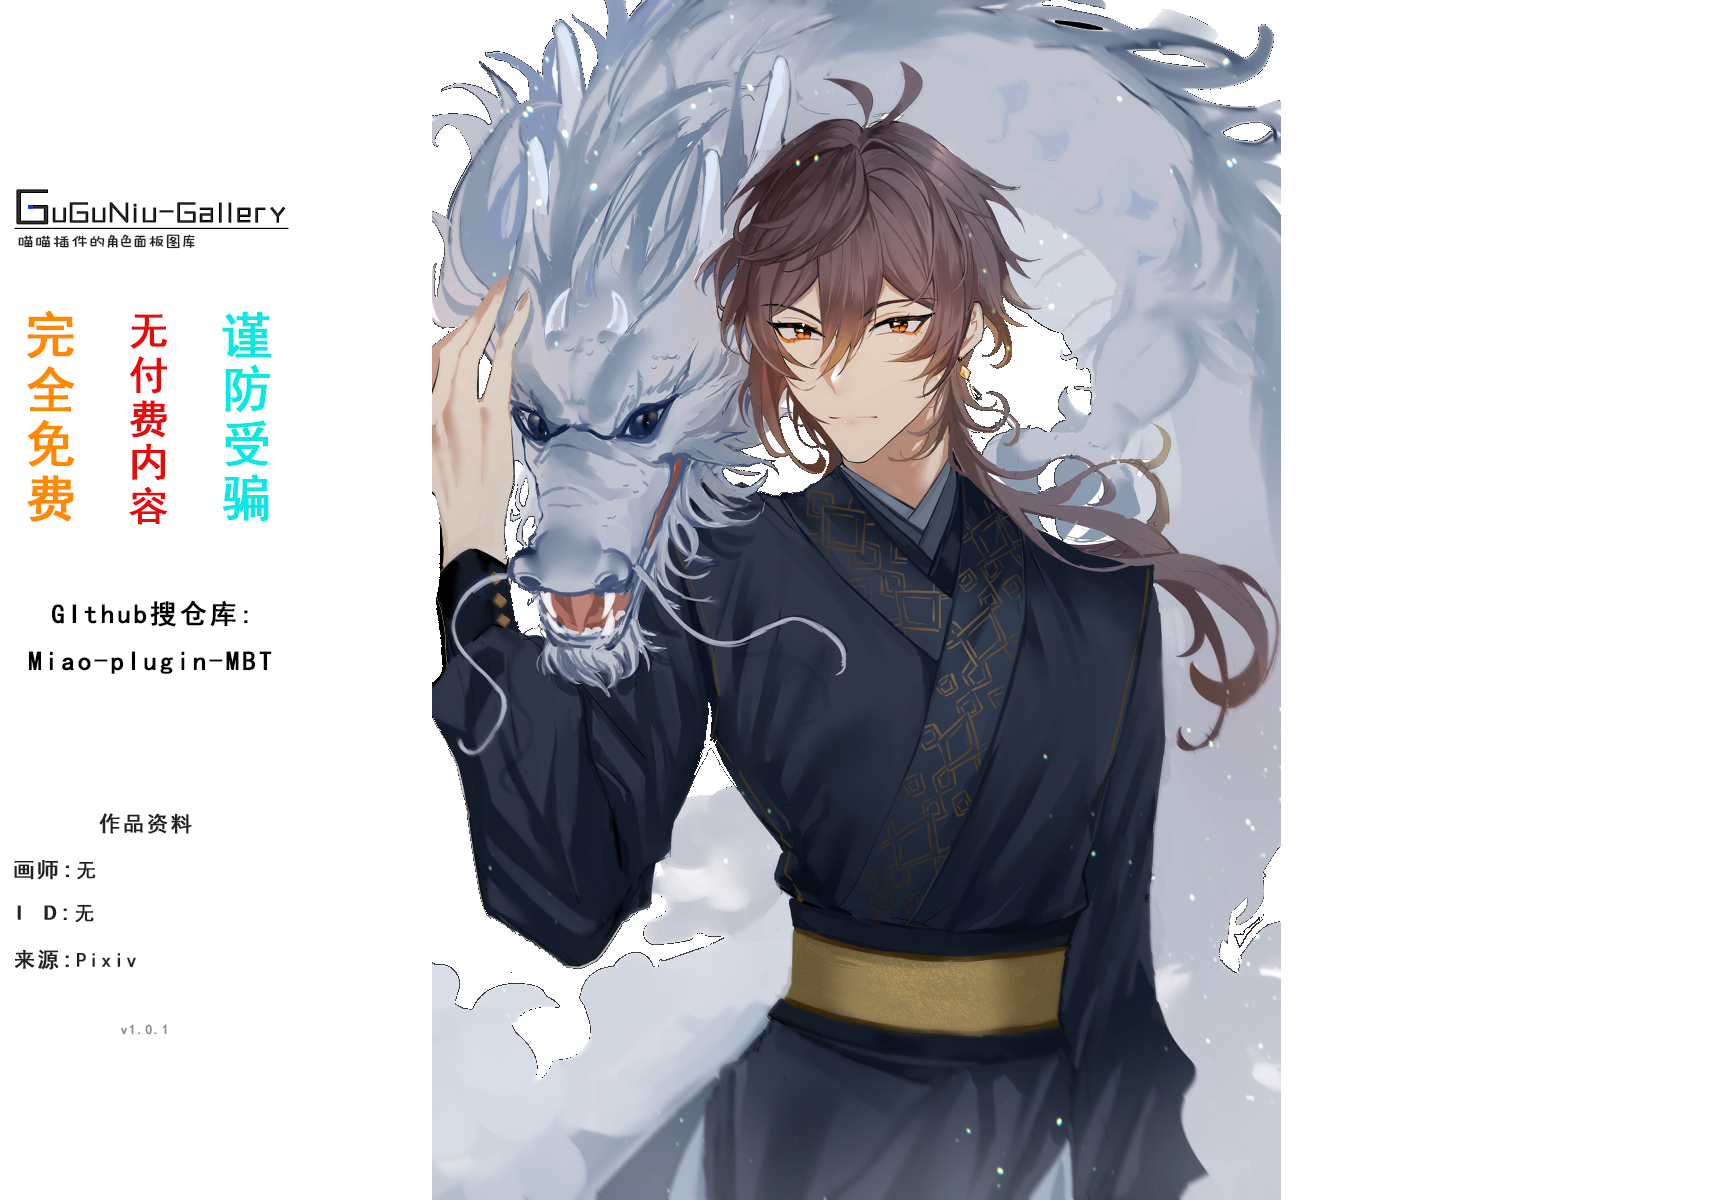 GuGuNiu-Gallery
喵喵插件的角色面板图库
完全免费
无付费内容
谨防受骗
GIthub搜仓库:
Miao-plugin-MBT
作品资料
画师:无
I D:无
来源:Pixiv
v1.0.1